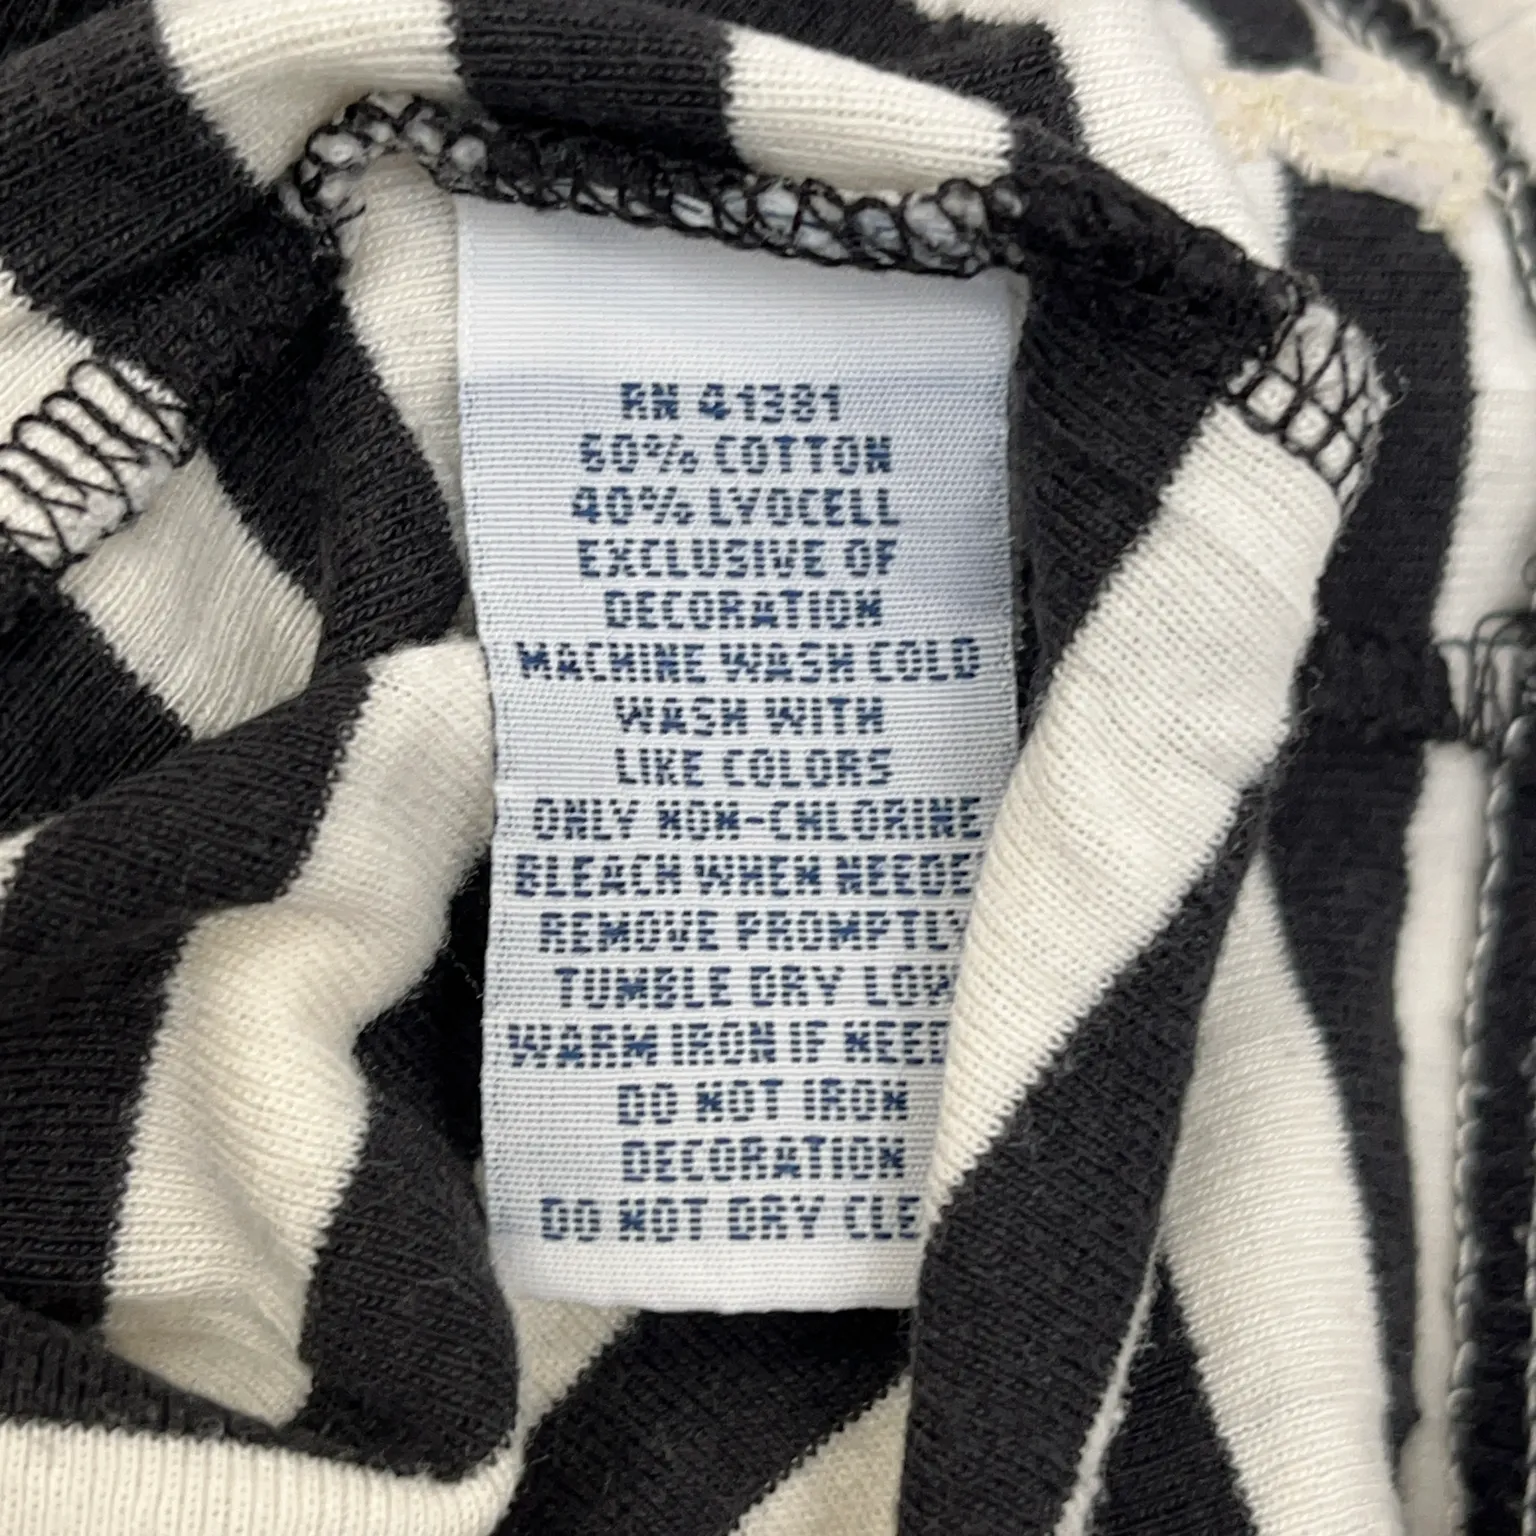 RN 41381
60% COTTON
40% LYOCELL
EXCLUSIVE OF
DECORATION
MACHINE WASH COLD
WASH WITH
LIKE COLORS
ONLY NON-CHLORINE
BLEACH WHEN NEEDE
REMOVE PROMPTLY
TUMBLE DRY LOW
WARM IRON IF NEED
DO NOT IRON
DECORATION
DO NOT DRY CLE